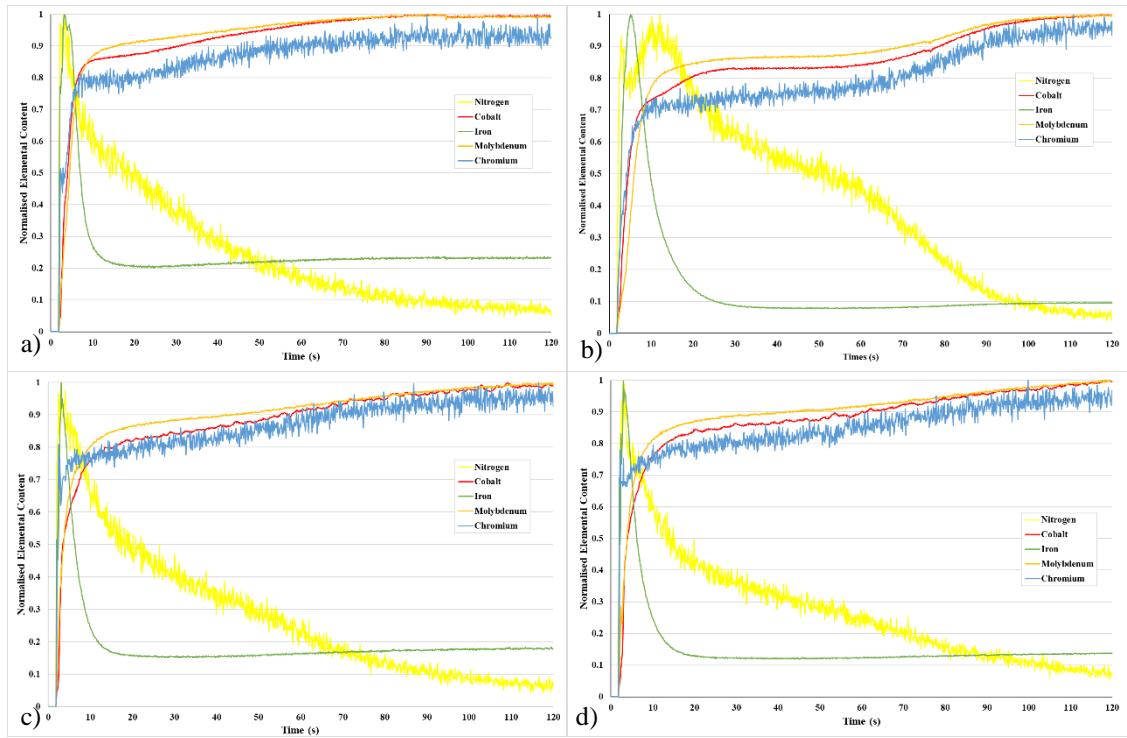 Normalised Elemental Content
1
0.9
0.8
0.7
0.6
0.5
0.4
0.3
0.2
0.1
0
0 10 20 30 40 50 60 70 80 90 100 110 120
Time (s)
Nitrogen
Cobalt
Iron
Molybdenum
Chromium
a)
Normalised Elemental Content
1
0.9
0.8
0.7
0.6
0.5
0.4
0.3
0.2
0.1
0
0 10 20 30 40 50 60 70 80 90 100 110 120
Times (s)
Nitrogen
Cobalt
Iron
Molybdenum
Chromium
b)
Normalised Elemental Content
1
0.9
0.8
0.7
0.6
0.5
0.4
0.3
0.2
0.1
0
0 10 20 30 40 50 60 70 80 90 100 110 120
Time (s)
Nitrogen
Cobalt
Iron
Molybdenum
Chromium
c)
Normalised Elemental Content
1
0.9
0.8
0.7
0.6
0.5
0.4
0.3
0.2
0.1
0
0 10 20 30 40 50 60 70 80 90 100 110 120
Time (s)
Nitrogen
Cobalt
Iron
Molybdenum
Chromium
d)